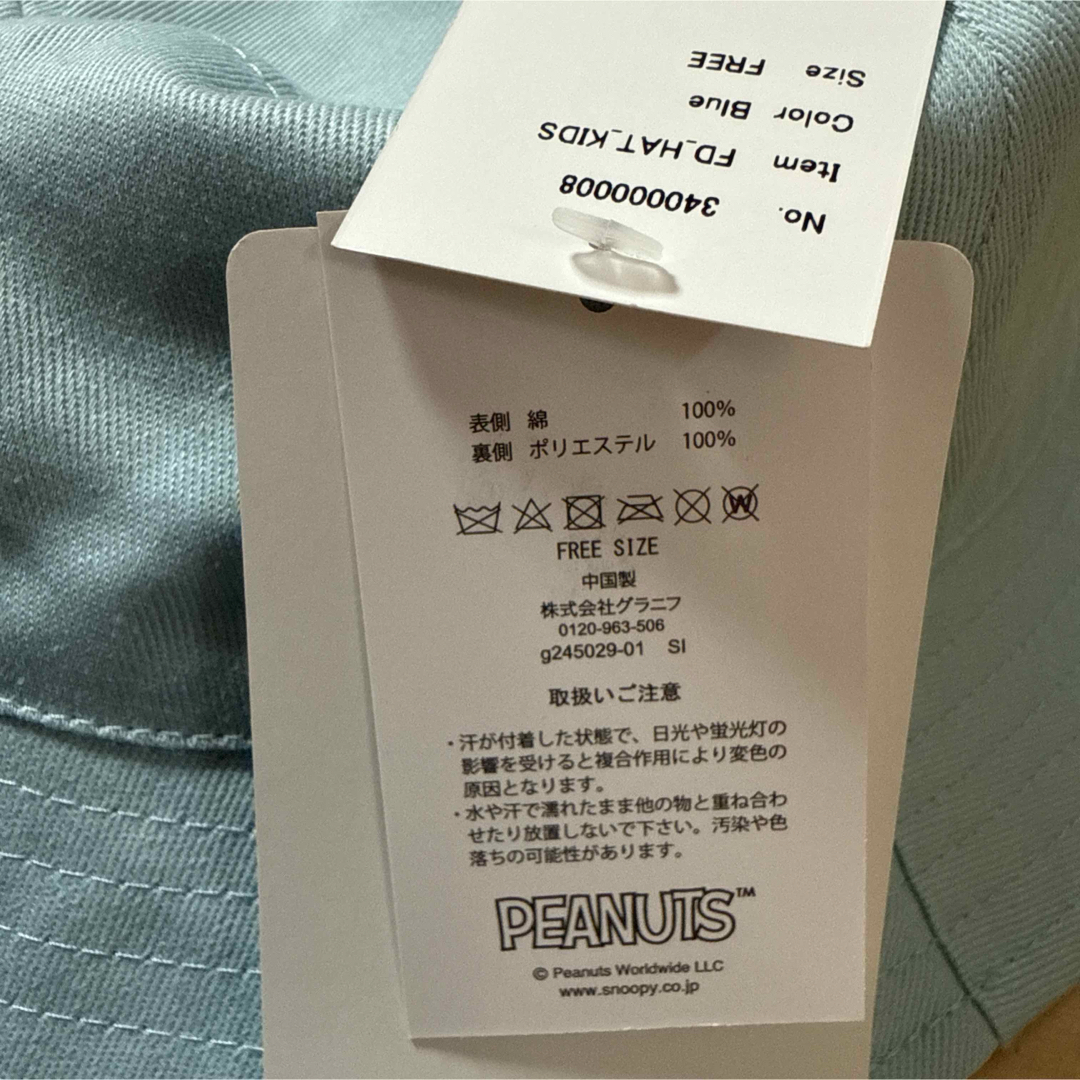 No. 340000008
Item FD_HAT_KIDS
Color Blue
Size FREE
表側 綿 100%
裏側 ポリエステル 100%
W
FREE SIZE
中国製
株式会社グラニフ
0120-963-506
g245029-01 SI
取扱いご注意
・汗が付着した状態で、日光や蛍光灯の
影響を受けると複合作用により変色の
原因となります。
・水や汗で濡れたまま他の物と重ね合わ
せたり放置しないで下さい。汚染や色
落ちの可能性があります。
PEANUTS™
© Peanuts Worldwide LLC
www.snoopy.co.jp